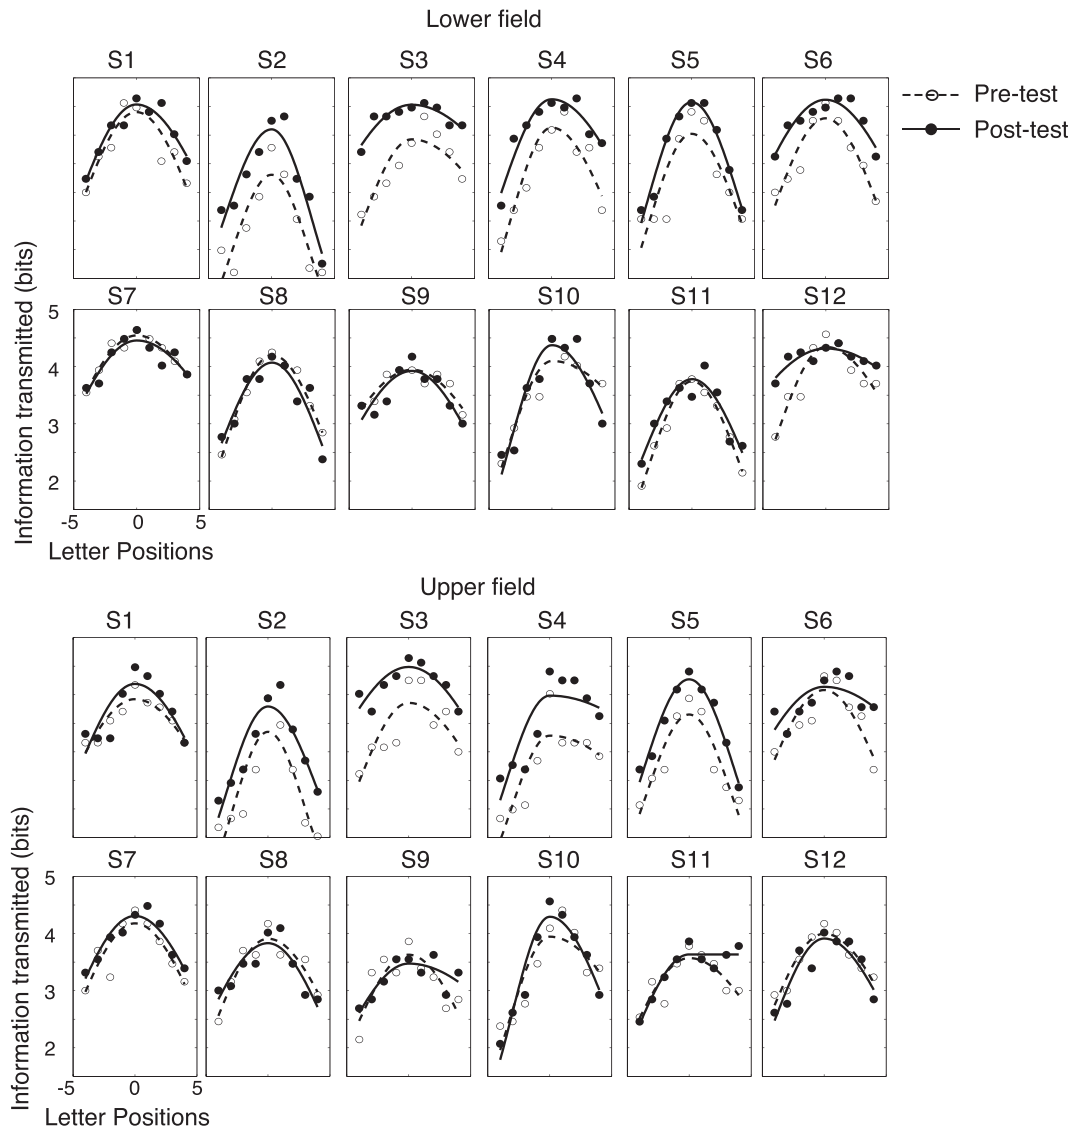 Lower field
S1 S2 S3 S4 S5 S6
Pre-test
Post-test
S7 S8 S9 S10 S11 S12
5
4
3
2
-5 0 5
Information transmitted (bits)
Letter Positions
Upper field
S1 S2 S3 S4 S5 S6
S7 S8 S9 S10 S11 S12
5
4
3
2
-5 0 5
Information transmitted (bits)
Letter Positions